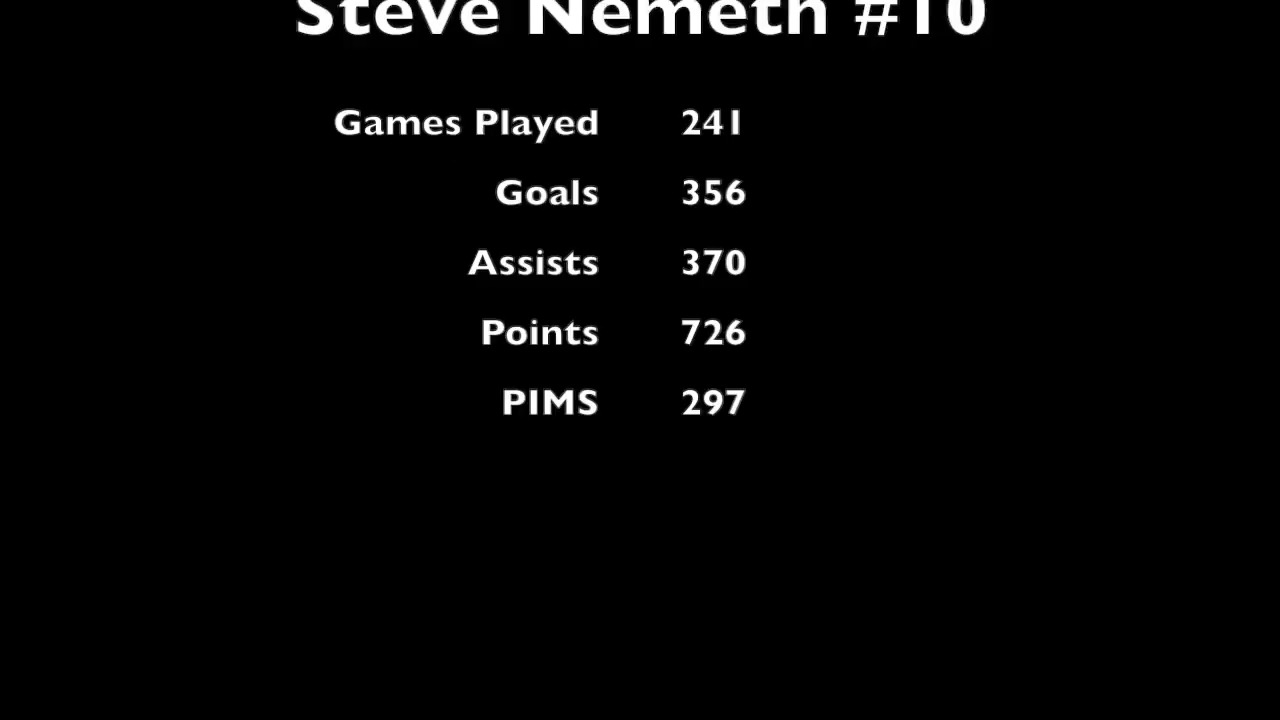 Steve Nemeth #10
Games Played 241
Goals 356
Assists 370
Points 726
PIMS 297